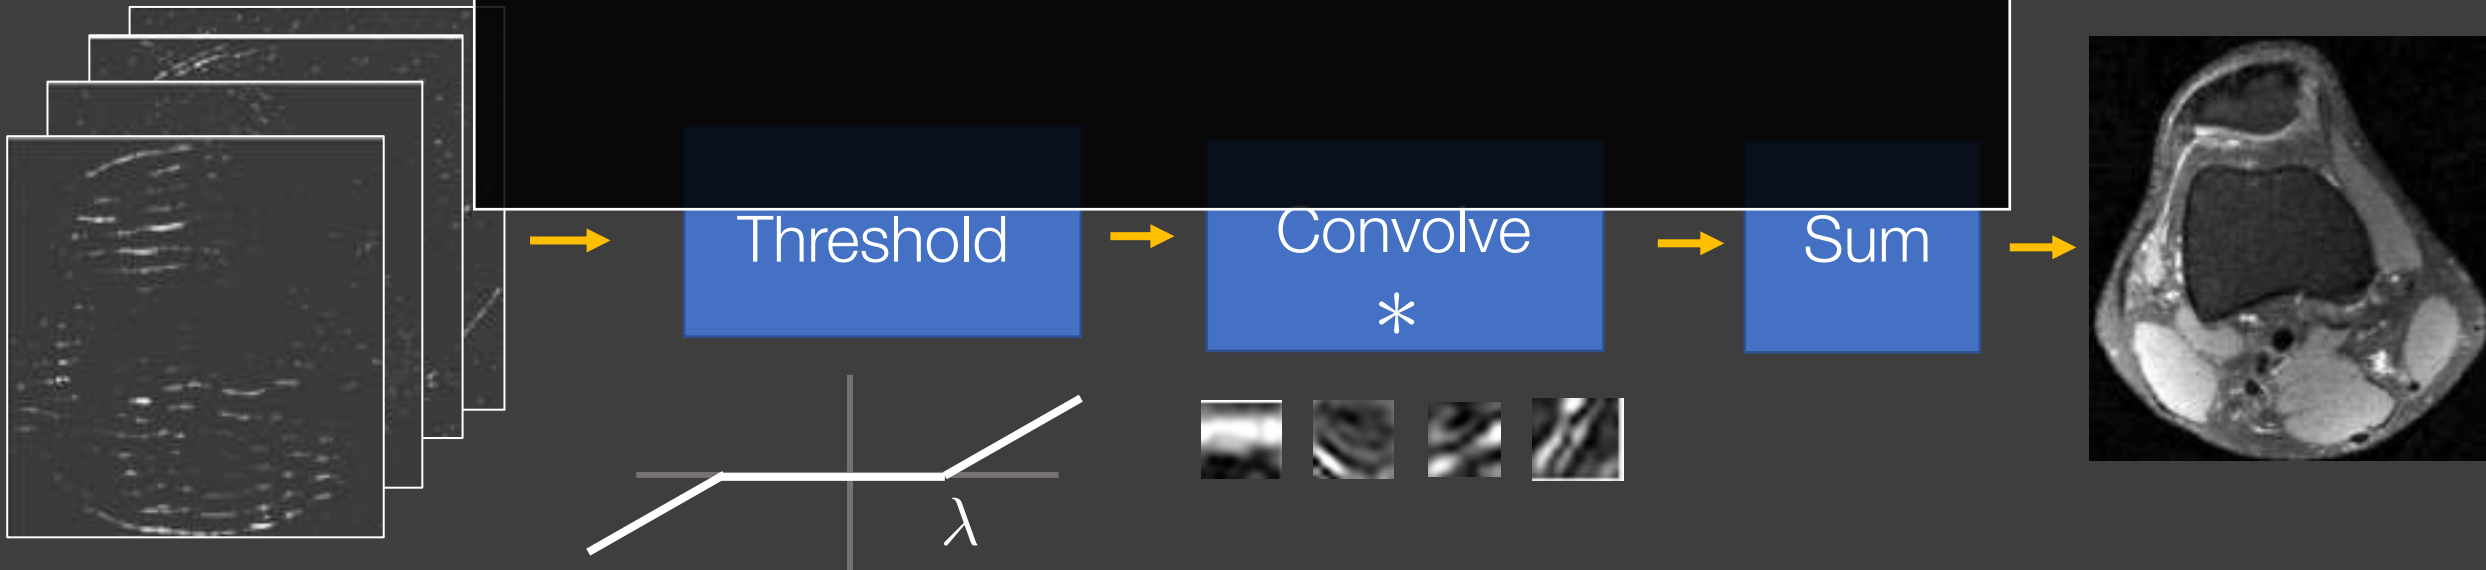 Threshold
Convolve
Sum
*
λ